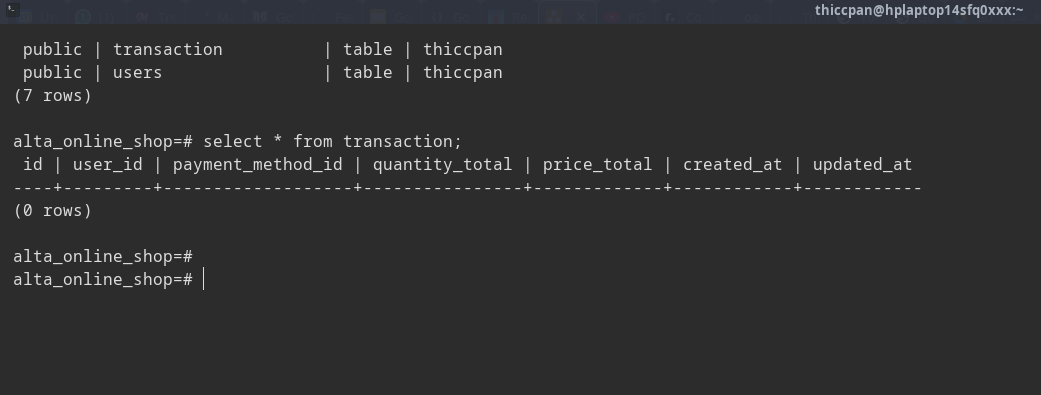 thiccpan@hplaptop14sfq0xxx:~
 public | transaction          | table | thiccpan
 public | users                | table | thiccpan
(7 rows)
alta_online_shop=# select * from transaction;
 id | user_id | payment_method_id | quantity_total | price_total | created_at | updated_at
----+---------+-------------------+----------------+-------------+------------+------------
(0 rows)
alta_online_shop=#
alta_online_shop=#